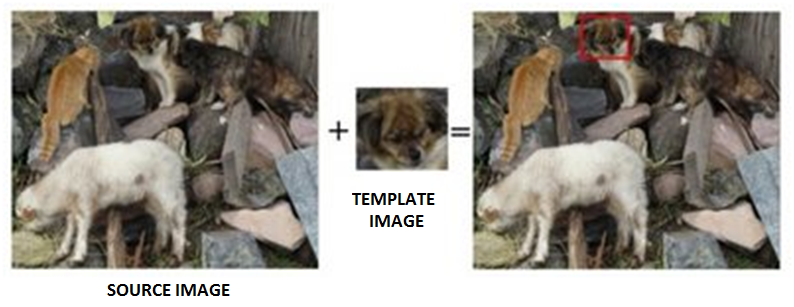 +
=
TEMPLATE
IMAGE
SOURCE IMAGE